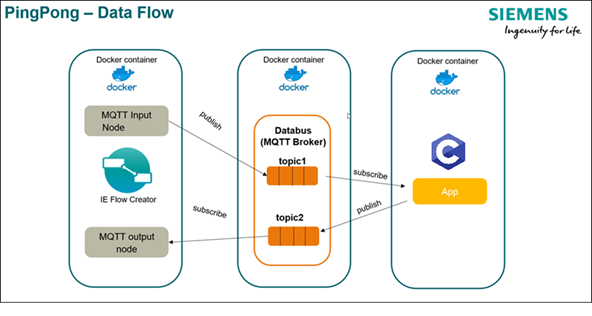 PingPong – Data Flow
SIEMENS
Ingenuity for life
Docker container
docker
MQTT Input
Node
IE Flow Creator
MQTT output
node
publish
subscribe
Docker container
docker
Databus
(MQTT Broker)
topic1
topic2
subscribe
publish
Docker container
docker
C
App